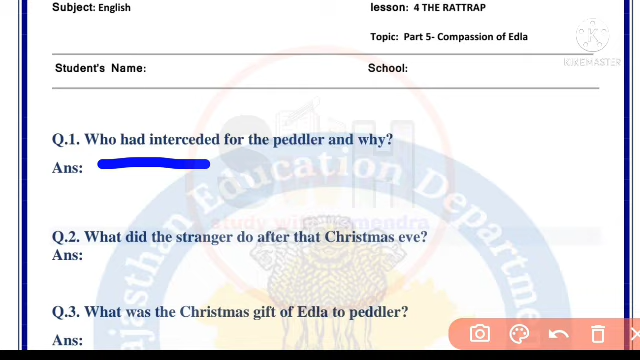 Subject: English
lesson: 4 THE RATTRAP
Topic: Part 5- Compassion of Edla
KIKEMASTER
Student's Name:
School:
Q.1. Who had interceded for the peddler and why?
Ans:
Q.2. What did the stranger do after that Christmas eve?
Ans:
Q.3. What was the Christmas gift of Edla to peddler?
Ans:
Rajasthan Education Department